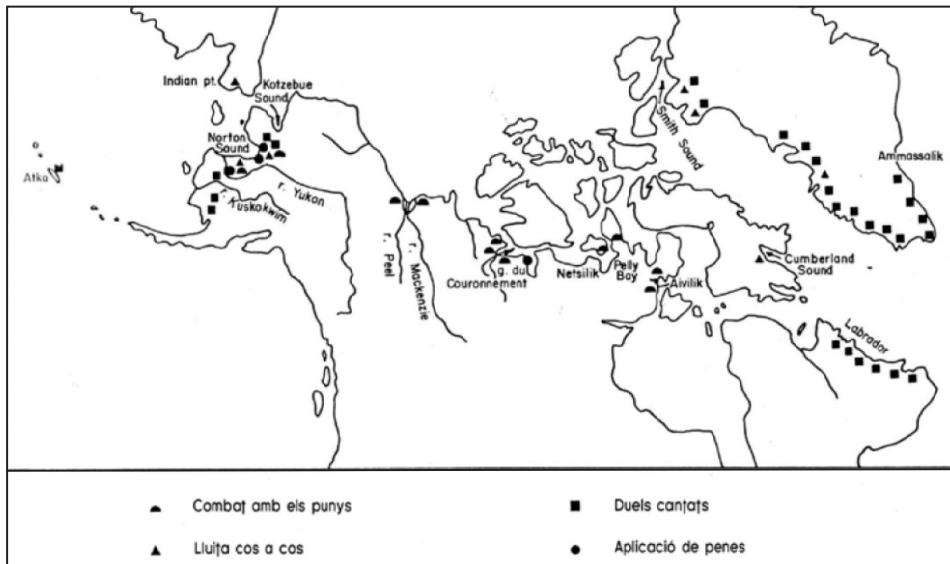 Indian pt.
Kotzebue
Sound
Norton
Sound
Atka
r. Yukon
r. Kuskokwim
r. Peel
r. Mackenzie
g. du
Couronnement
Netsilik
Pelly
Bay
Aivilik
Smith Sound
Ammassalik
Cumberland
Sound
Labrador
Combat amb els punys
Duels cantats
Lluita cos a cos
Aplicació de penes